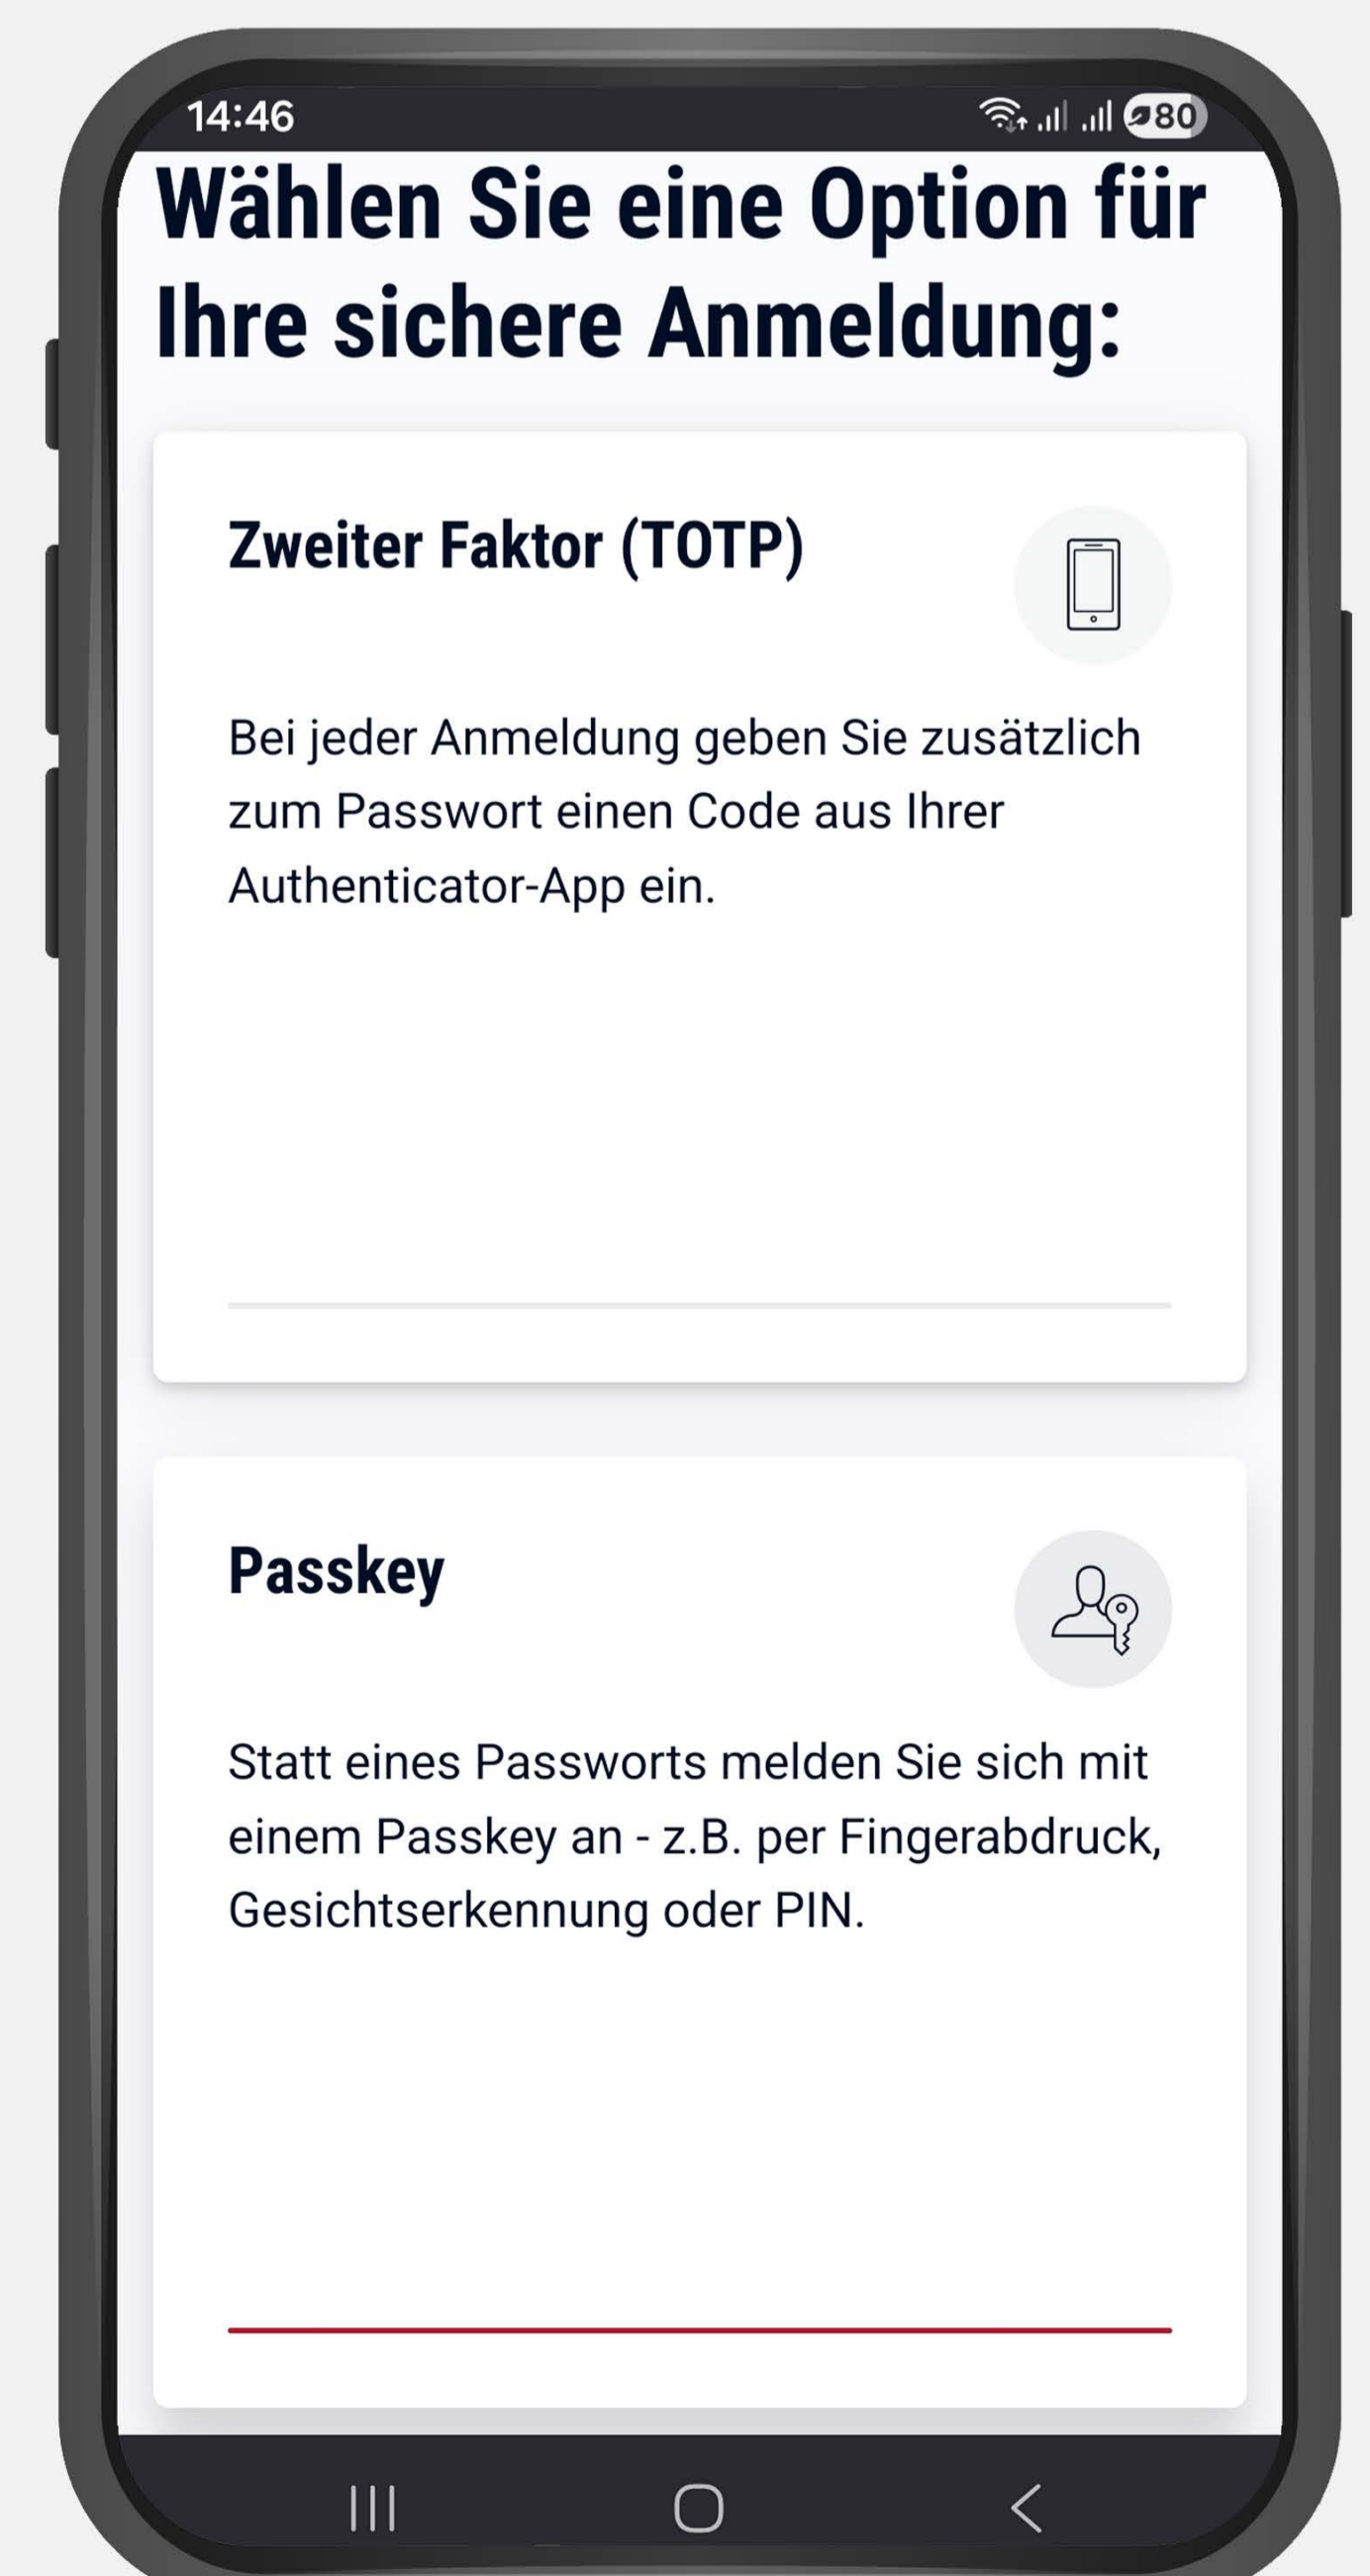 14:46
80
Wählen Sie eine Option für
Ihre sichere Anmeldung:
Zweiter Faktor (TOTP)
Bei jeder Anmeldung geben Sie zusätzlich
zum Passwort einen Code aus Ihrer
Authenticator-App ein.
Passkey
Statt eines Passworts melden Sie sich mit
einem Passkey an - z.B. per Fingerabdruck,
Gesichtserkennung oder PIN.